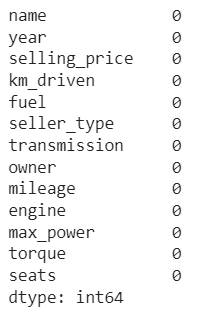 name 0
year 0
selling_price 0
km_driven 0
fuel 0
seller_type 0
transmission 0
owner 0
mileage 0
engine 0
max_power 0
torque 0
seats 0
dtype: int64